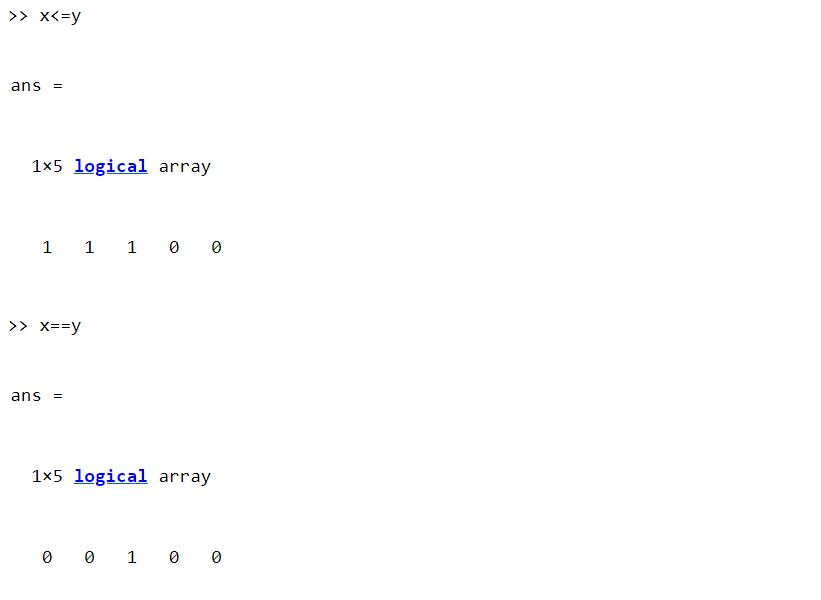 >> x<=y
ans =
1×5 logical array
1 1 1 0 0
>> x==y
ans =
1×5 logical array
0 0 1 0 0